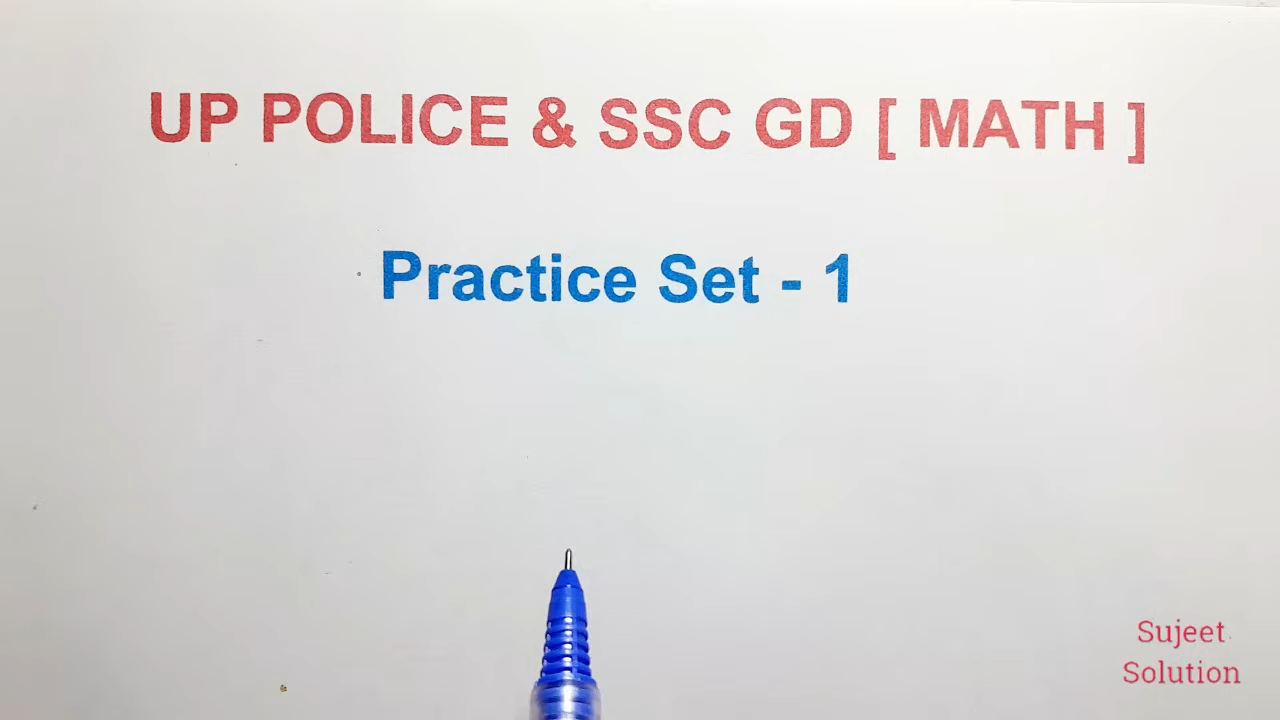 UP POLICE & SSC GD [ MATH ]
Practice Set - 1
Sujeet
Solution